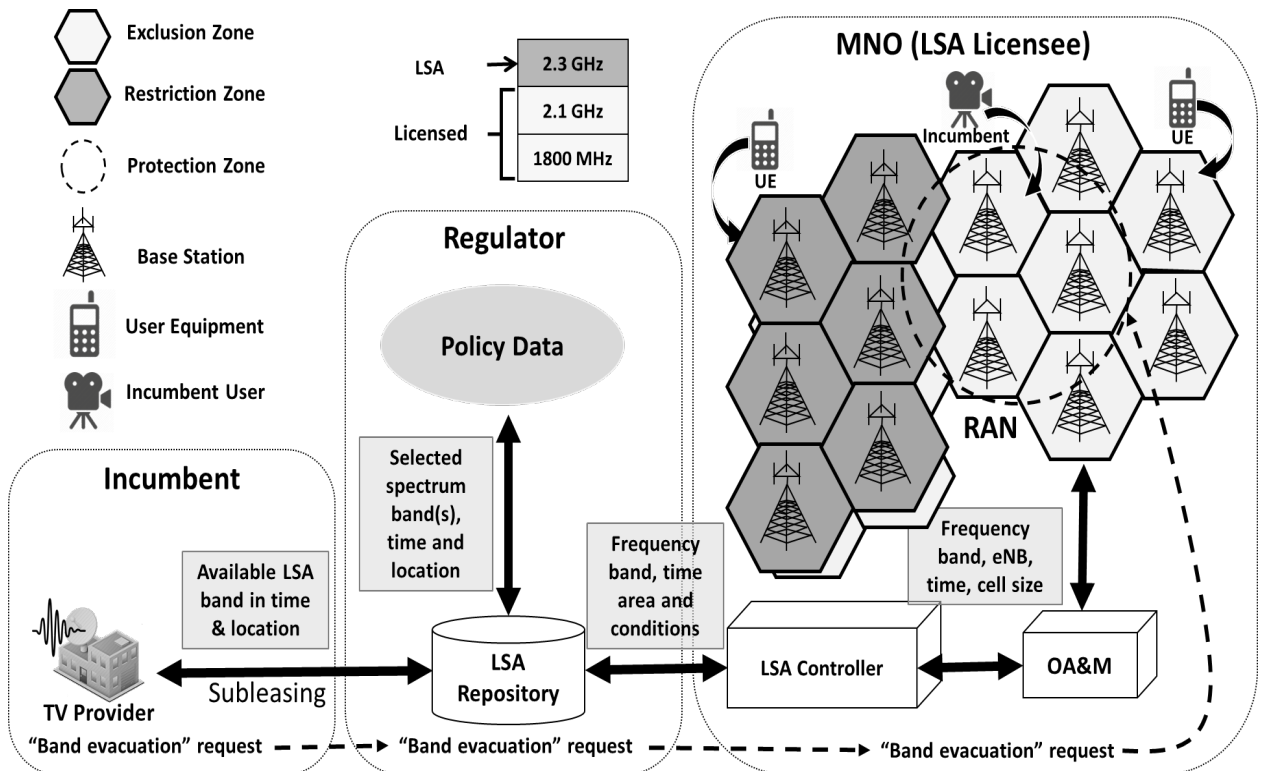 Exclusion Zone
Restriction Zone
Protection Zone
Base Station
User Equipment
Incumbent User
LSA
2.3 GHz
Licensed
2.1 GHz
1800 MHz
MNO (LSA Licensee)
UE
Incumbent
UE
RAN
Regulator
Policy Data
Selected
spectrum
band(s),
time and
location
Incumbent
Available LSA
band in time
& location
TV Provider
Subleasing
LSA
Repository
Frequency
band, time
area and
conditions
LSA Controller
Frequency
band, eNB,
time, cell size
OA&M
“Band evacuation” request
“Band evacuation” request
“Band evacuation” request